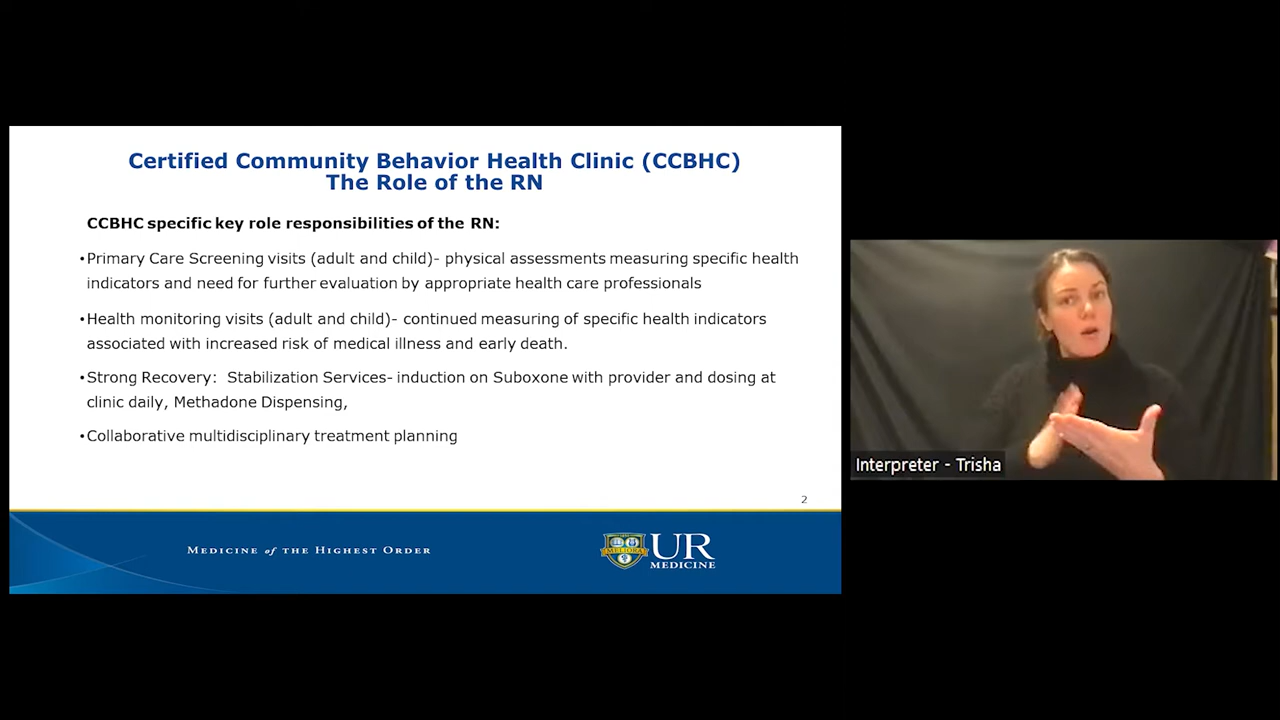 Certified Community Behavior Health Clinic (CCBHC)
The Role of the RN
CCBHC specific key role responsibilities of the RN:
•Primary Care Screening visits (adult and child)- physical assessments measuring specific health
indicators and need for further evaluation by appropriate health care professionals
•Health monitoring visits (adult and child)- continued measuring of specific health indicators
associated with increased risk of medical illness and early death.
•Strong Recovery: Stabilization Services- induction on Suboxone with provider and dosing at
clinic daily, Methadone Dispensing,
•Collaborative multidisciplinary treatment planning
2
MEDICINE of THE HIGHEST ORDER
MELIORA
UR
MEDICINE
Interpreter - Trisha